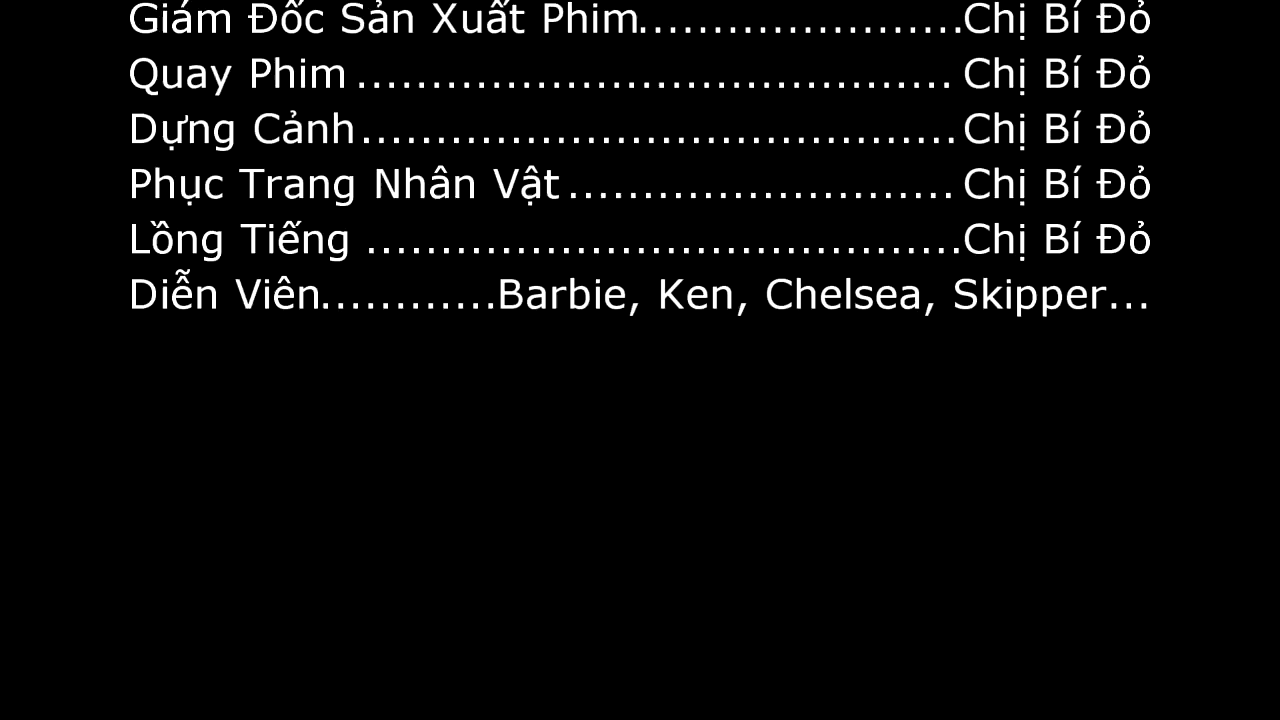 Giám Đốc Sản Xuất Phim......................Chị Bí Đỏ
Quay Phim ........................................ Chị Bí Đỏ
Dựng Cảnh........................................ Chị Bí Đỏ
Phục Trang Nhân Vật .......................... Chị Bí Đỏ
Lồng Tiếng ........................................Chị Bí Đỏ
Diễn Viên............Barbie, Ken, Chelsea, Skipper...